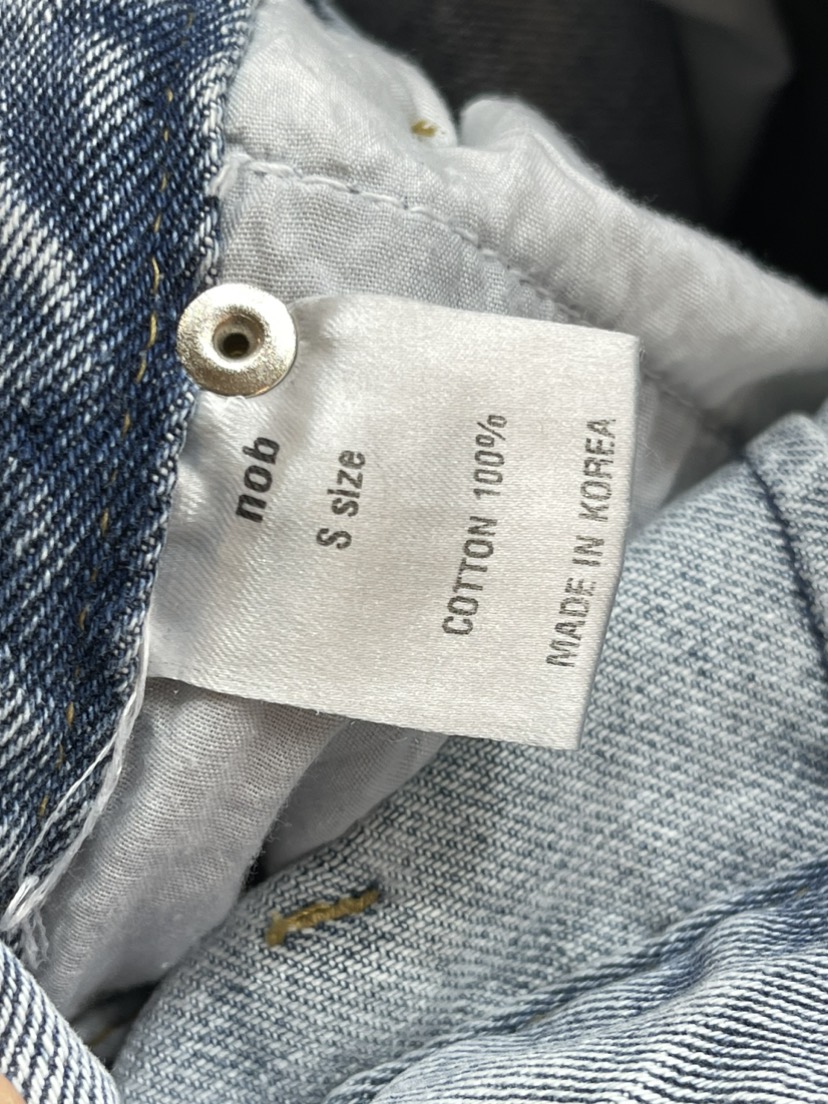 nob
S size
COTTON 100%
MADE IN KOREA